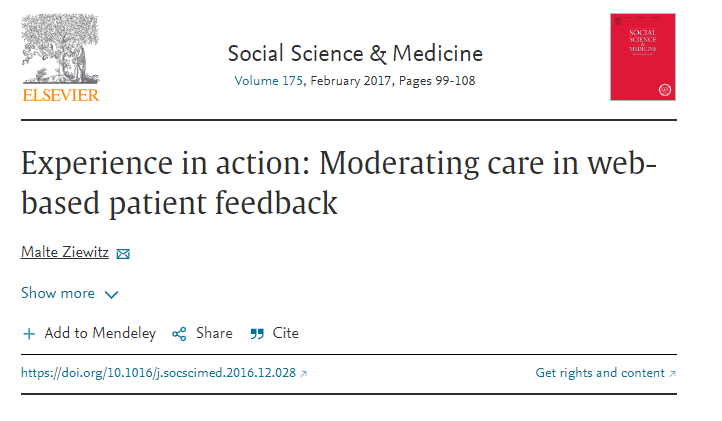 Social Science & Medicine
Volume 175, February 2017, Pages 99-108
ELSEVIER
SOCIAL
SCIENCE
&
MEDICINE
Experience in action: Moderating care in web-
based patient feedback
Malte Ziewitz
Show more
Add to Mendeley Share Cite
https://doi.org/10.1016/j.socscimed.2016.12.028
Get rights and content